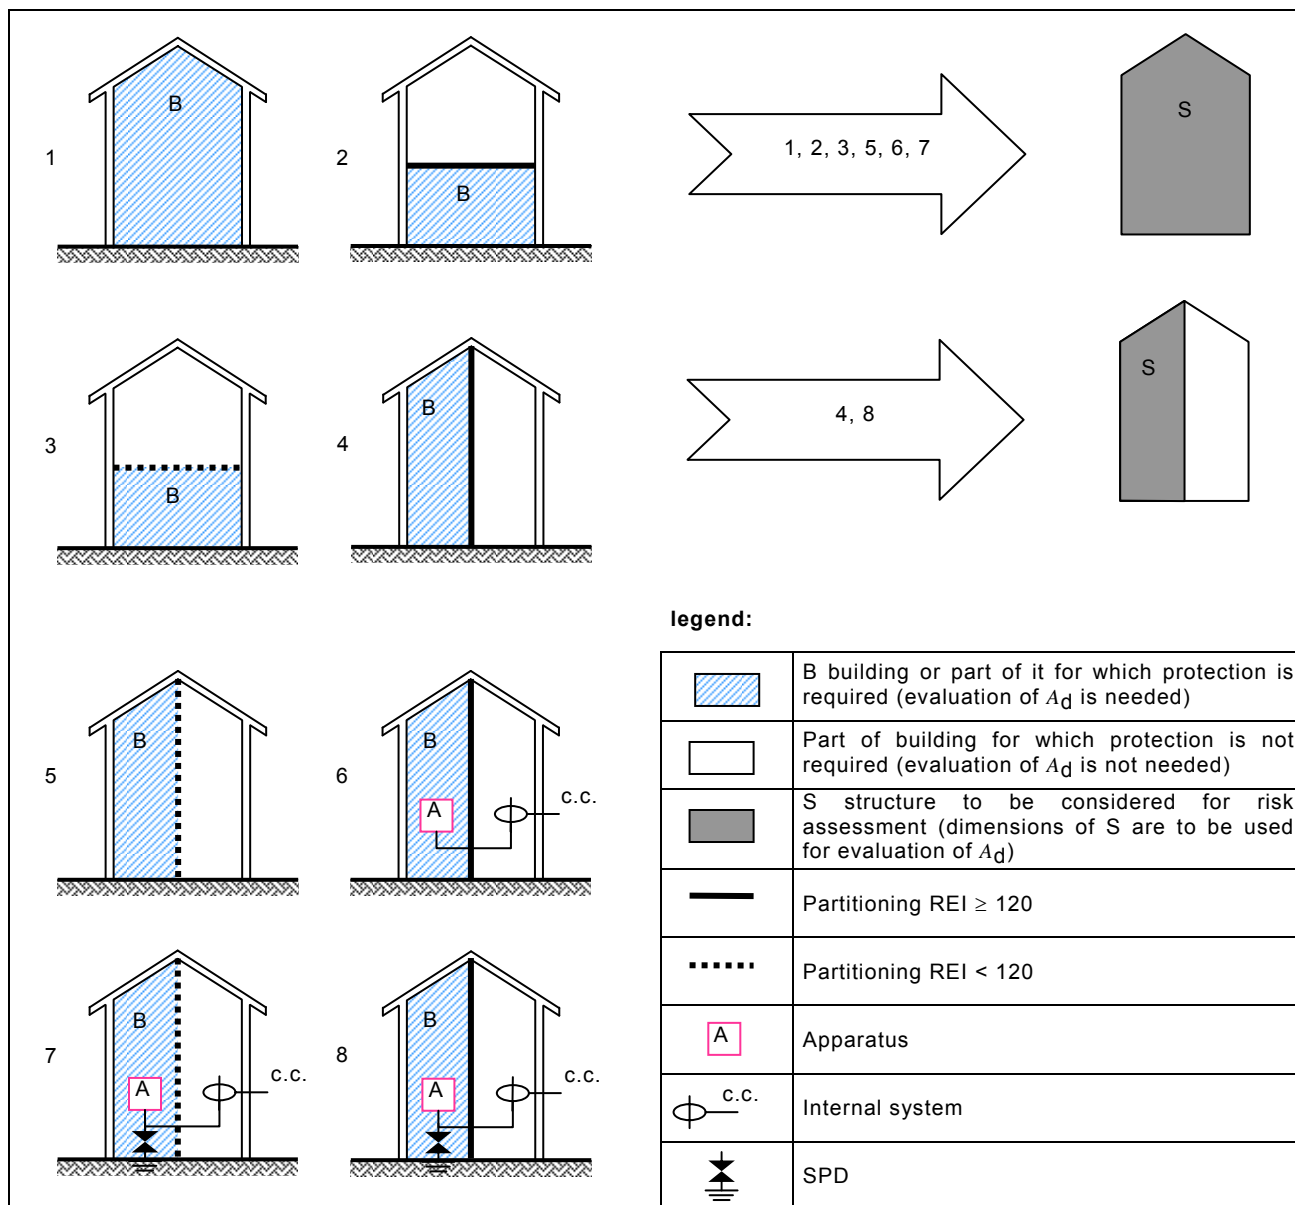 1
B
2
B
1, 2, 3, 5, 6, 7
S
3
B
4
B
4, 8
S
legend:
B building or part of it for which protection is
required (evaluation of Ad is needed)
Part of building for which protection is not
required (evaluation of Ad is not needed)
S structure to be considered for risk
assessment (dimensions of S are to be used
for evaluation of Ad)
Partitioning REI ≥ 120
Partitioning REI < 120
A
Apparatus
c.c.
Internal system
SPD
5
B
6
B
A
c.c.
7
B
A
c.c.
8
B
A
c.c.